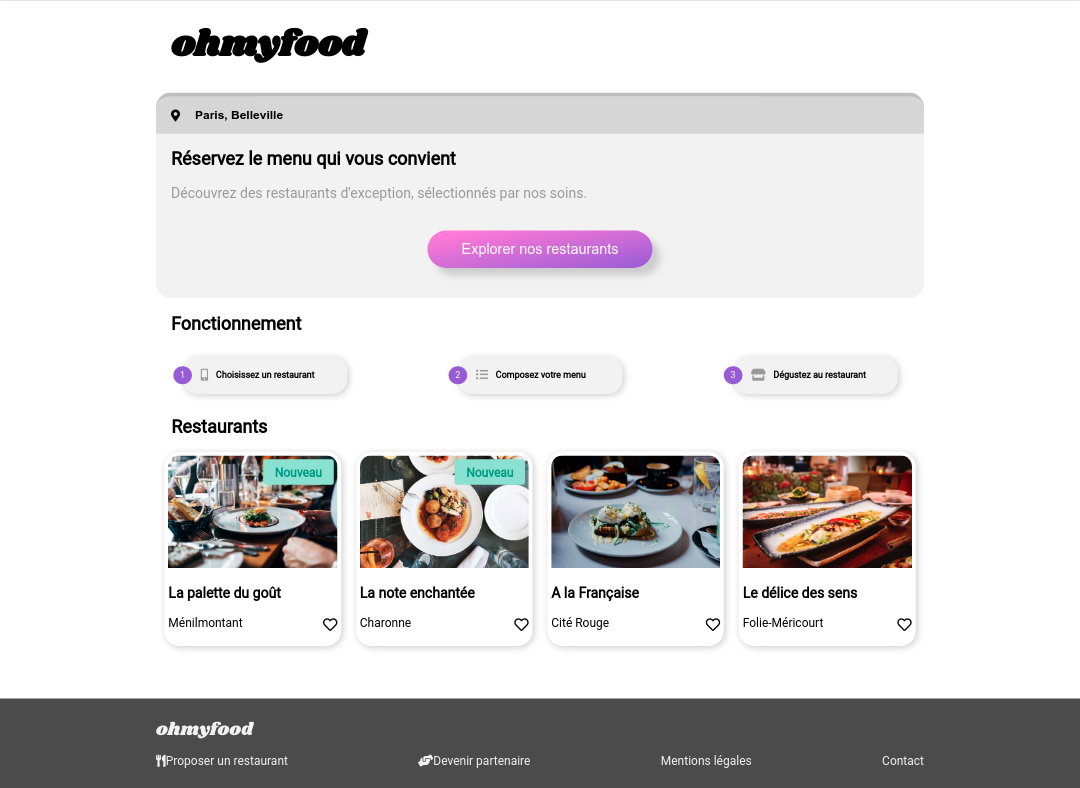 ohmyfood
Paris, Belleville
Réservez le menu qui vous convient
Découvrez des restaurants d'exception, sélectionnés par nos soins.
Explorer nos restaurants
Fonctionnement
1 Choisissez un restaurant
2 Composez votre menu
3 Dégustez au restaurant
Restaurants
Nouveau
Nouveau
La palette du goût
La note enchantée
A la Française
Le délice des sens
Ménilmontant
Charonne
Cité Rouge
Folie-Méricourt
ohmyfood
Proposer un restaurant
Devenir partenaire
Mentions légales
Contact